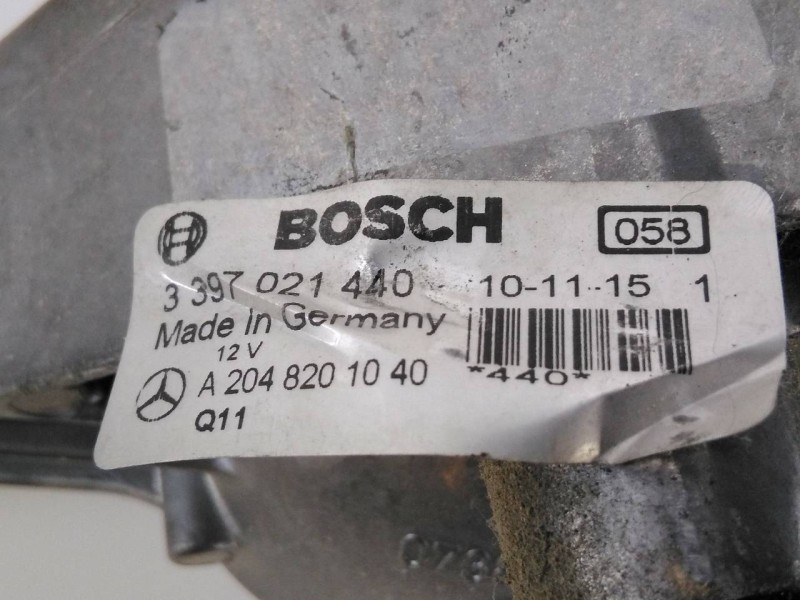 BOSCH 058
3 397 021 440 10-11-15 1
Made In Germany
12 V *440*
A 204 820 10 40
Q11